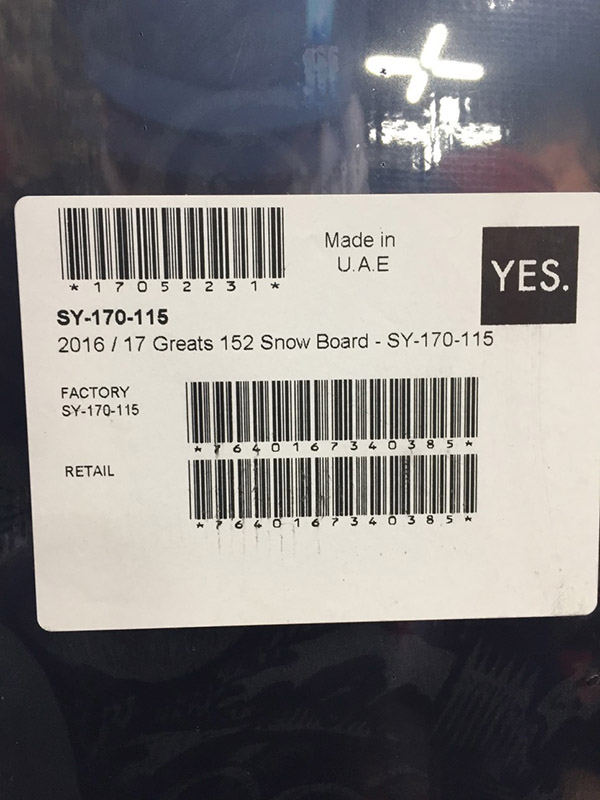 *17052231*
Made in
U.A.E
YES.
SY-170-115
2016 / 17 Greats 152 Snow Board - SY-170-115
FACTORY
SY-170-115
*7640167340385*
RETAIL
*7640167340385*